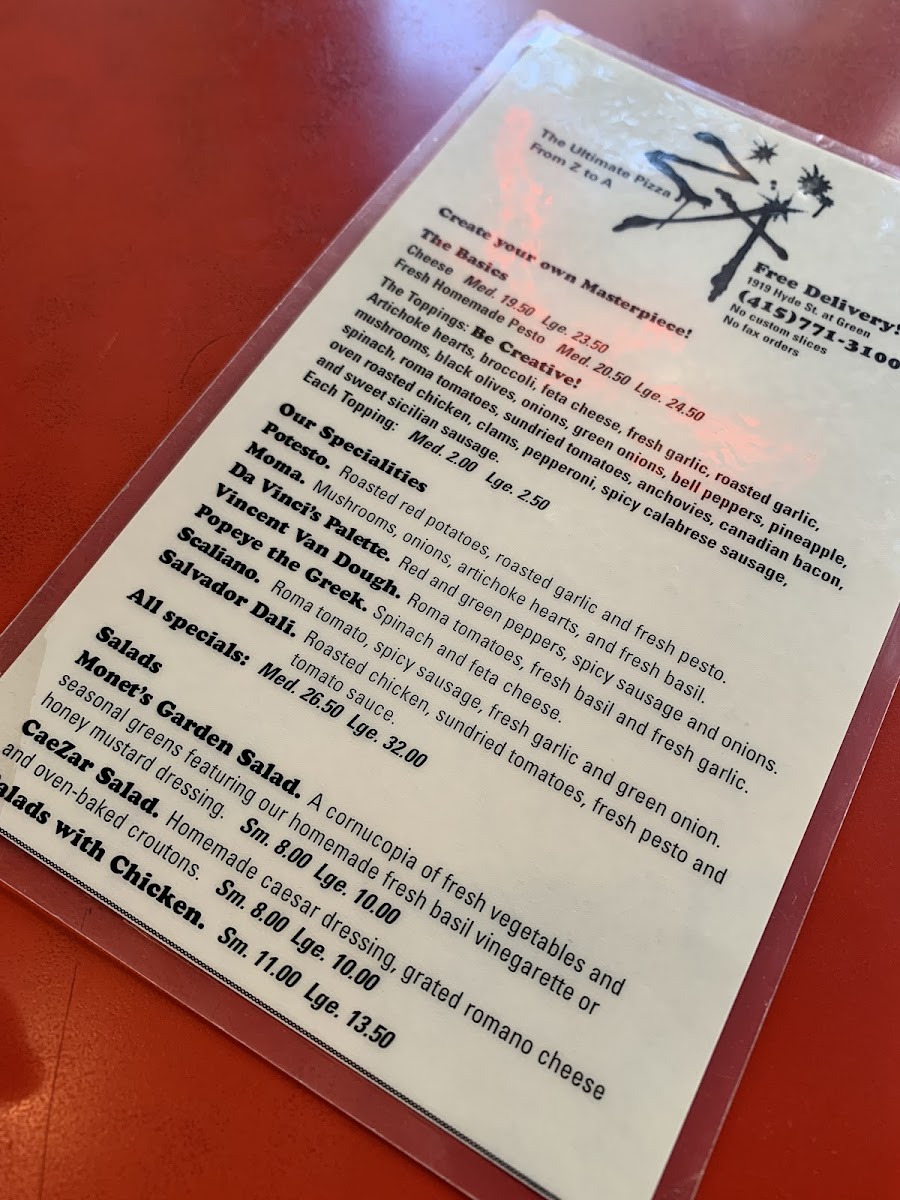 The Ultimate Pizza
From Z to A
Free Delivery!
1919 Hyde St. at Green
(415)771-3100
No custom slices
No fax orders
Create your own Masterpiece!
The Basics
Cheese Med. 19.50 Lge. 23.50
Fresh Homemade Pesto Med. 20.50 Lge. 24.50
The Toppings: Be Creative!
Artichoke hearts, broccoli, feta cheese, fresh garlic, roasted garlic,
mushrooms, black olives, onions, green onions, bell peppers, pineapple,
spinach, roma tomatoes, sundried tomatoes, anchovies, canadian bacon,
oven roasted chicken, clams, pepperoni, spicy calabrese sausage,
and sweet sicilian sausage.
Each Topping: Med. 2.00 Lge. 2.50
Our Specialities
Potesto. Roasted red potatoes, roasted garlic and fresh pesto.
Moma. Mushrooms, onions, artichoke hearts, and fresh basil.
Da Vinci's Palette. Red and green peppers, spicy sausage and onions.
Vincent Van Dough. Roma tomatoes, fresh basil and fresh garlic.
Popeye the Greek. Spinach and feta cheese.
Scaliano. Roma tomato, spicy sausage, fresh garlic and green onion.
Salvador Dali. Roasted chicken, sundried tomatoes, fresh pesto and
tomato sauce.
All specials: Med. 26.50 Lge. 32.00
Salads
Monet's Garden Salad. A cornucopia of fresh vegetables and
seasonal greens featuring our homemade fresh basil vinegarette or
honey mustard dressing. Sm. 8.00 Lge. 10.00
CaeZar Salad. Homemade caesar dressing, grated romano cheese
and oven-baked croutons. Sm. 8.00 Lge. 10.00
alads with Chicken. Sm. 11.00 Lge. 13.50